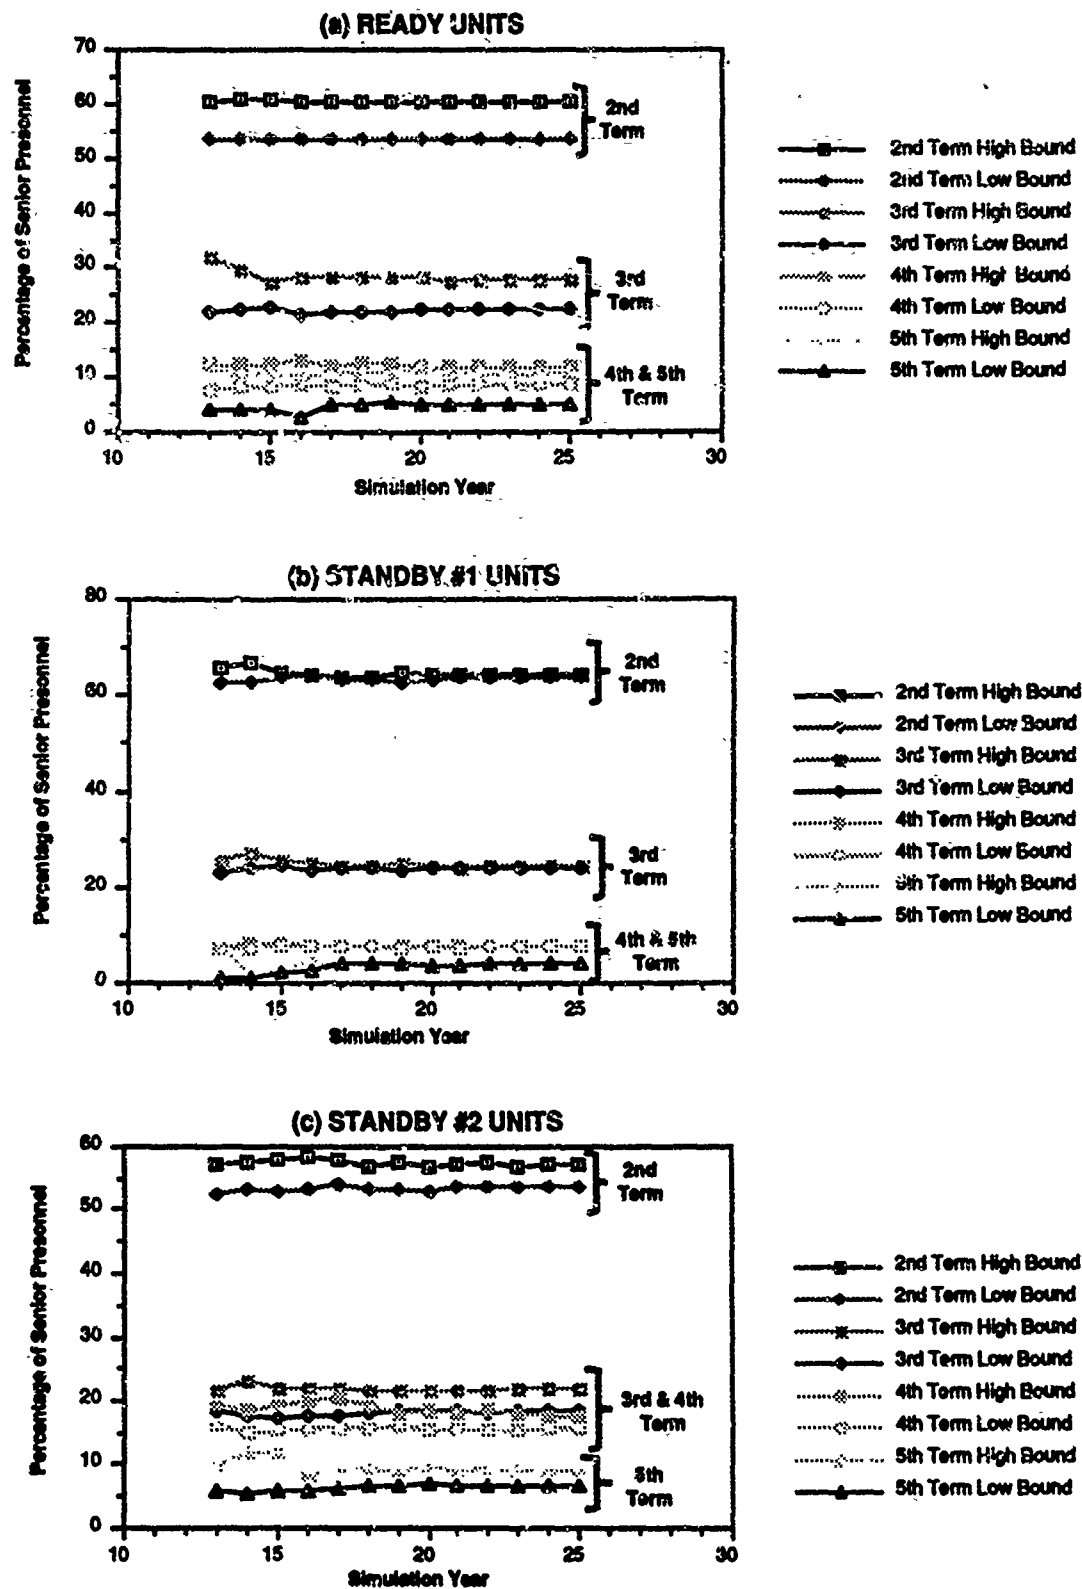 (a) READY UNITS
Percentage of Senior Presonnel
70
60
50
40
30
20
10
0
10
15
20
25
30
Simulation Year
2nd
Term
3rd
Term
4th & 5th
Term
2nd Term High Bound
2nd Term Low Bound
3rd Term High Bound
3rd Term Low Bound
4th Term High Bound
4th Term Low Bound
5th Term High Bound
5th Term Low Bound
(b) STANDBY #1 UNITS
Percentage of Senior Presonnel
80
60
40
20
0
10
15
20
25
30
Simulation Year
2nd
Term
3rd
Term
4th & 5th
Term
2nd Term High Bound
2nd Term Low Bound
3rd Term High Bound
3rd Term Low Bound
4th Term High Bound
4th Term Low Bound
5th Term High Bound
5th Term Low Bound
(c) STANDBY #2 UNITS
Percentage of Senior Presonnel
60
50
40
30
20
10
0
10
15
20
25
30
Simulation Year
2nd
Term
3rd & 4th
Term
5th
Term
2nd Term High Bound
2nd Term Low Bound
3rd Term High Bound
3rd Term Low Bound
4th Term High Bound
4th Term Low Bound
5th Term High Bound
5th Term Low Bound